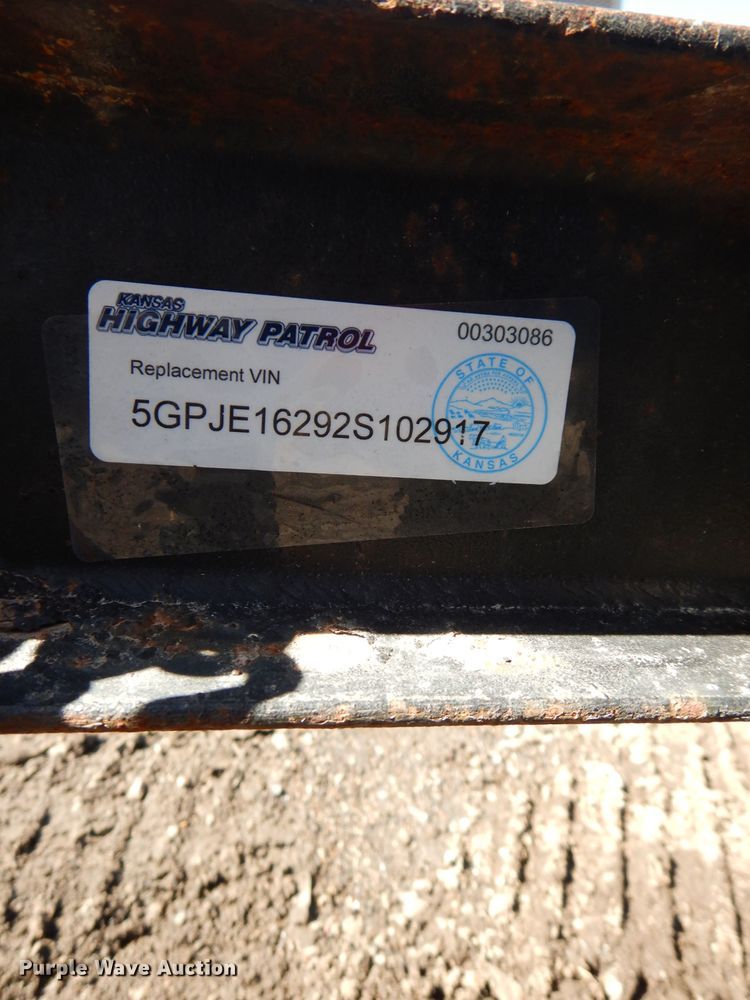 KANSAS
HIGHWAY PATROL
00303086
Replacement VIN
5GPJE16292S102917
STATE OF
KANSAS
Purple Wave Auction